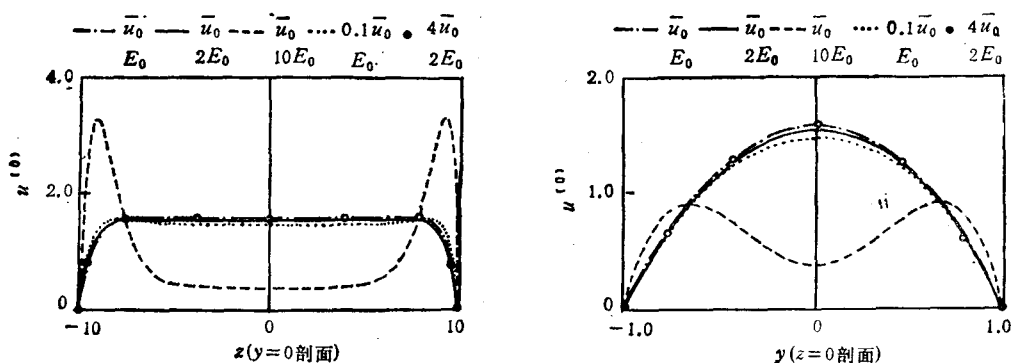 ū₀ ū₀ ū₀ 0.1ū₀ 4ū₀
E₀ 2E₀ 10E₀ E₀ 2E₀
4.0
2.0
0
u⁽⁰⁾
-10 0 10
z(y=0剖面)
ū₀ ū₀ ū₀ 0.1ū₀ 4ū₀
E₀ 2E₀ 10E₀ E₀ 2E₀
2.0
1.0
0
u⁽⁰⁾
-1.0 0 1.0
y(z=0剖面)